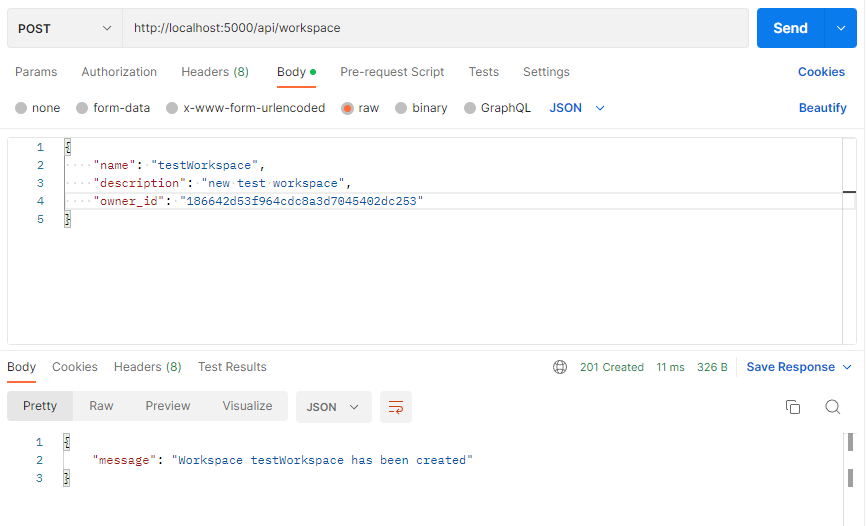 POST http://localhost:5000/api/workspace Send
Params Authorization Headers (8) Body Pre-request Script Tests Settings Cookies
none form-data x-www-form-urlencoded raw binary GraphQL JSON Beautify
1 {
2 "name": "testWorkspace",
3 "description": "new test workspace",
4 "owner_id": "186642d53f964cdc8a3d7045402dc253"
5 }
Body Cookies Headers (8) Test Results 201 Created 11 ms 326 B Save Response
Pretty Raw Preview Visualize JSON
1 {
2 "message": "Workspace testWorkspace has been created"
3 }